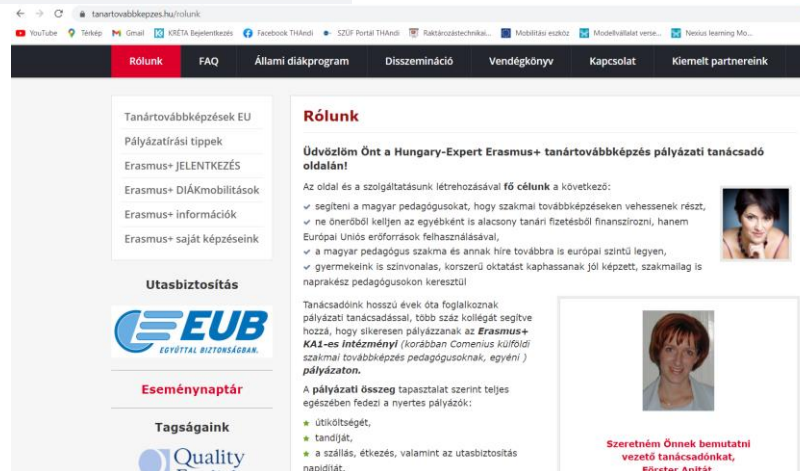 tanartovabbkepzes.hu/rolunk
YouTube Térkép Gmail KRÉTA Bejelentkezés Facebook THAndi SZÜF Portál THAndi Raktározástechnikai... Mobilitási eszköz Modellvállalat verse... Nexius learning Mo...
Rólunk FAQ Állami diákprogram Disszemináció Vendégkönyv Kapcsolat Kiemelt partnereink
Tanártovábbképzések EU
Pályázatírási tippek
Erasmus+ JELENTKEZÉS
Erasmus+ DIÁKmobilitások
Erasmus+ információk
Erasmus+ saját képzéseink
Utasbiztosítás
EUB
EGYÚTTAL BIZTONSÁGBAN.
Eseménynaptár
Tagságaink
Quality
Rólunk
Üdvözlöm Önt a Hungary-Expert Erasmus+ tanártovábbképzés pályázati tanácsadó
oldalán!
Az oldal és a szolgáltatásunk létrehozásával fő célunk a következő:
segíteni a magyar pedagógusokat, hogy szakmai továbbképzéseken vehessenek részt,
ne önerőből kelljen az egyébként is alacsony tanári fizetésből finanszírozni, hanem
Európai Uniós erőforrások felhasználásával,
a magyar pedagógus szakma és annak híre továbbra is európai szintű legyen,
gyermekeink is színvonalas, korszerű oktatást kaphassanak jól képzett, szakmailag is
naprakész pedagógusokon keresztül
Tanácsadóink hosszú évek óta foglalkoznak
pályázati tanácsadással, több száz kollégát segítve
hozzá, hogy sikeresen pályázzanak az Erasmus+
KA1-es intézményi (korábban Comenius külföldi
szakmai továbbképzés pedagógusoknak, egyéni )
pályázaton.
A pályázati összeg tapasztalat szerint teljes
egészében fedezi a nyertes pályázók:
útiköltségét,
tandíját,
a szállás, étkezés, valamint az utasbiztosítás
napidíját,
Szeretném Önnek bemutatni
vezető tanácsadónkat,
Förster Anitát